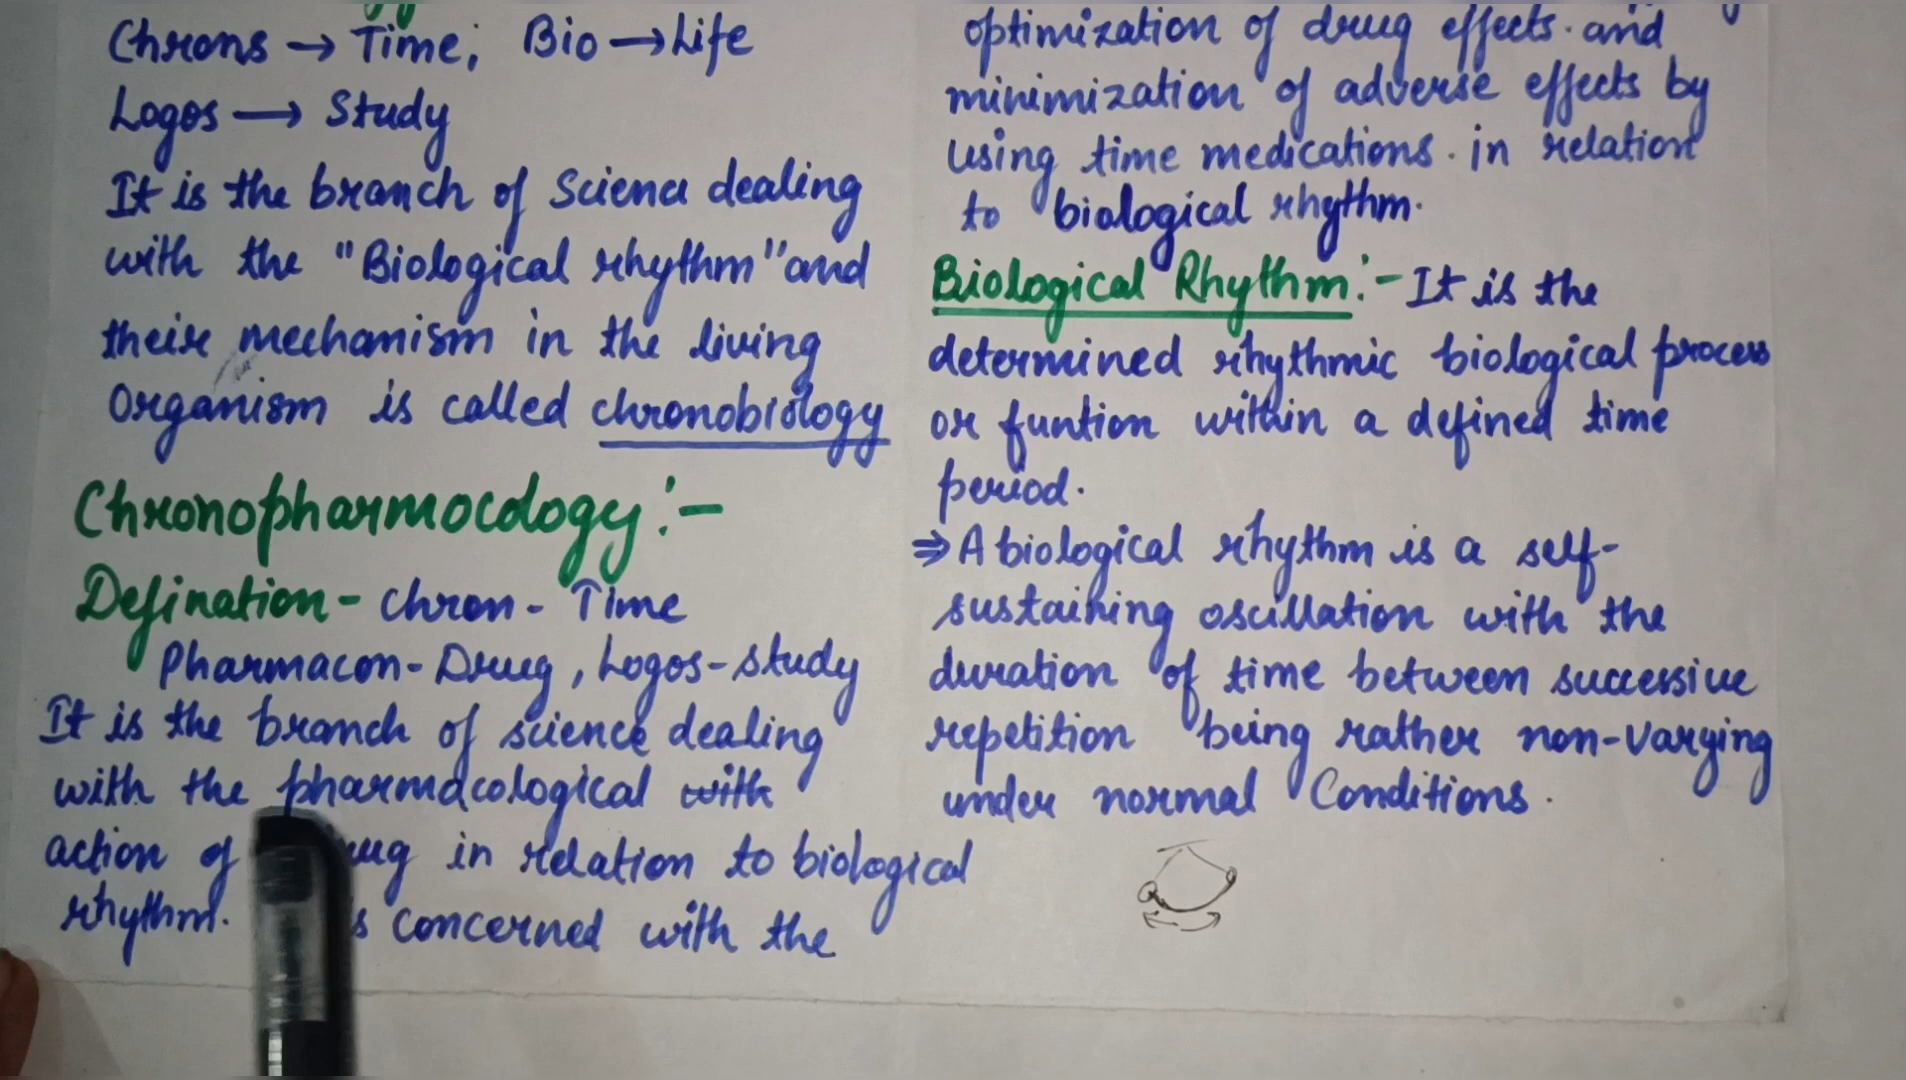 Chrons → Time; Bio → Life
Logos → Study
It is the branch of Science dealing
with the "Biological rhythm" and
their mechanism in the living
Organism is called chronobiology
Chronopharmocology :-
Defination - Chron - Time
Pharmacon - Drug, Logos - study
It is the branch of science dealing
with the pharmacological with
action of in relation to biological
rhythm. concerned with the
optimization of drug effects. and
minimization of adverse effects by
using time medications. in relation
to biological rhythm.
Biological Rhythm :- It is the
determined rhythmic biological process
or funtion within a defined time
period.
⇒ A biological rhythm is a self-
sustaining oscillation with the
duration of time between successive
repetition being rather non-varying
under normal Conditions.